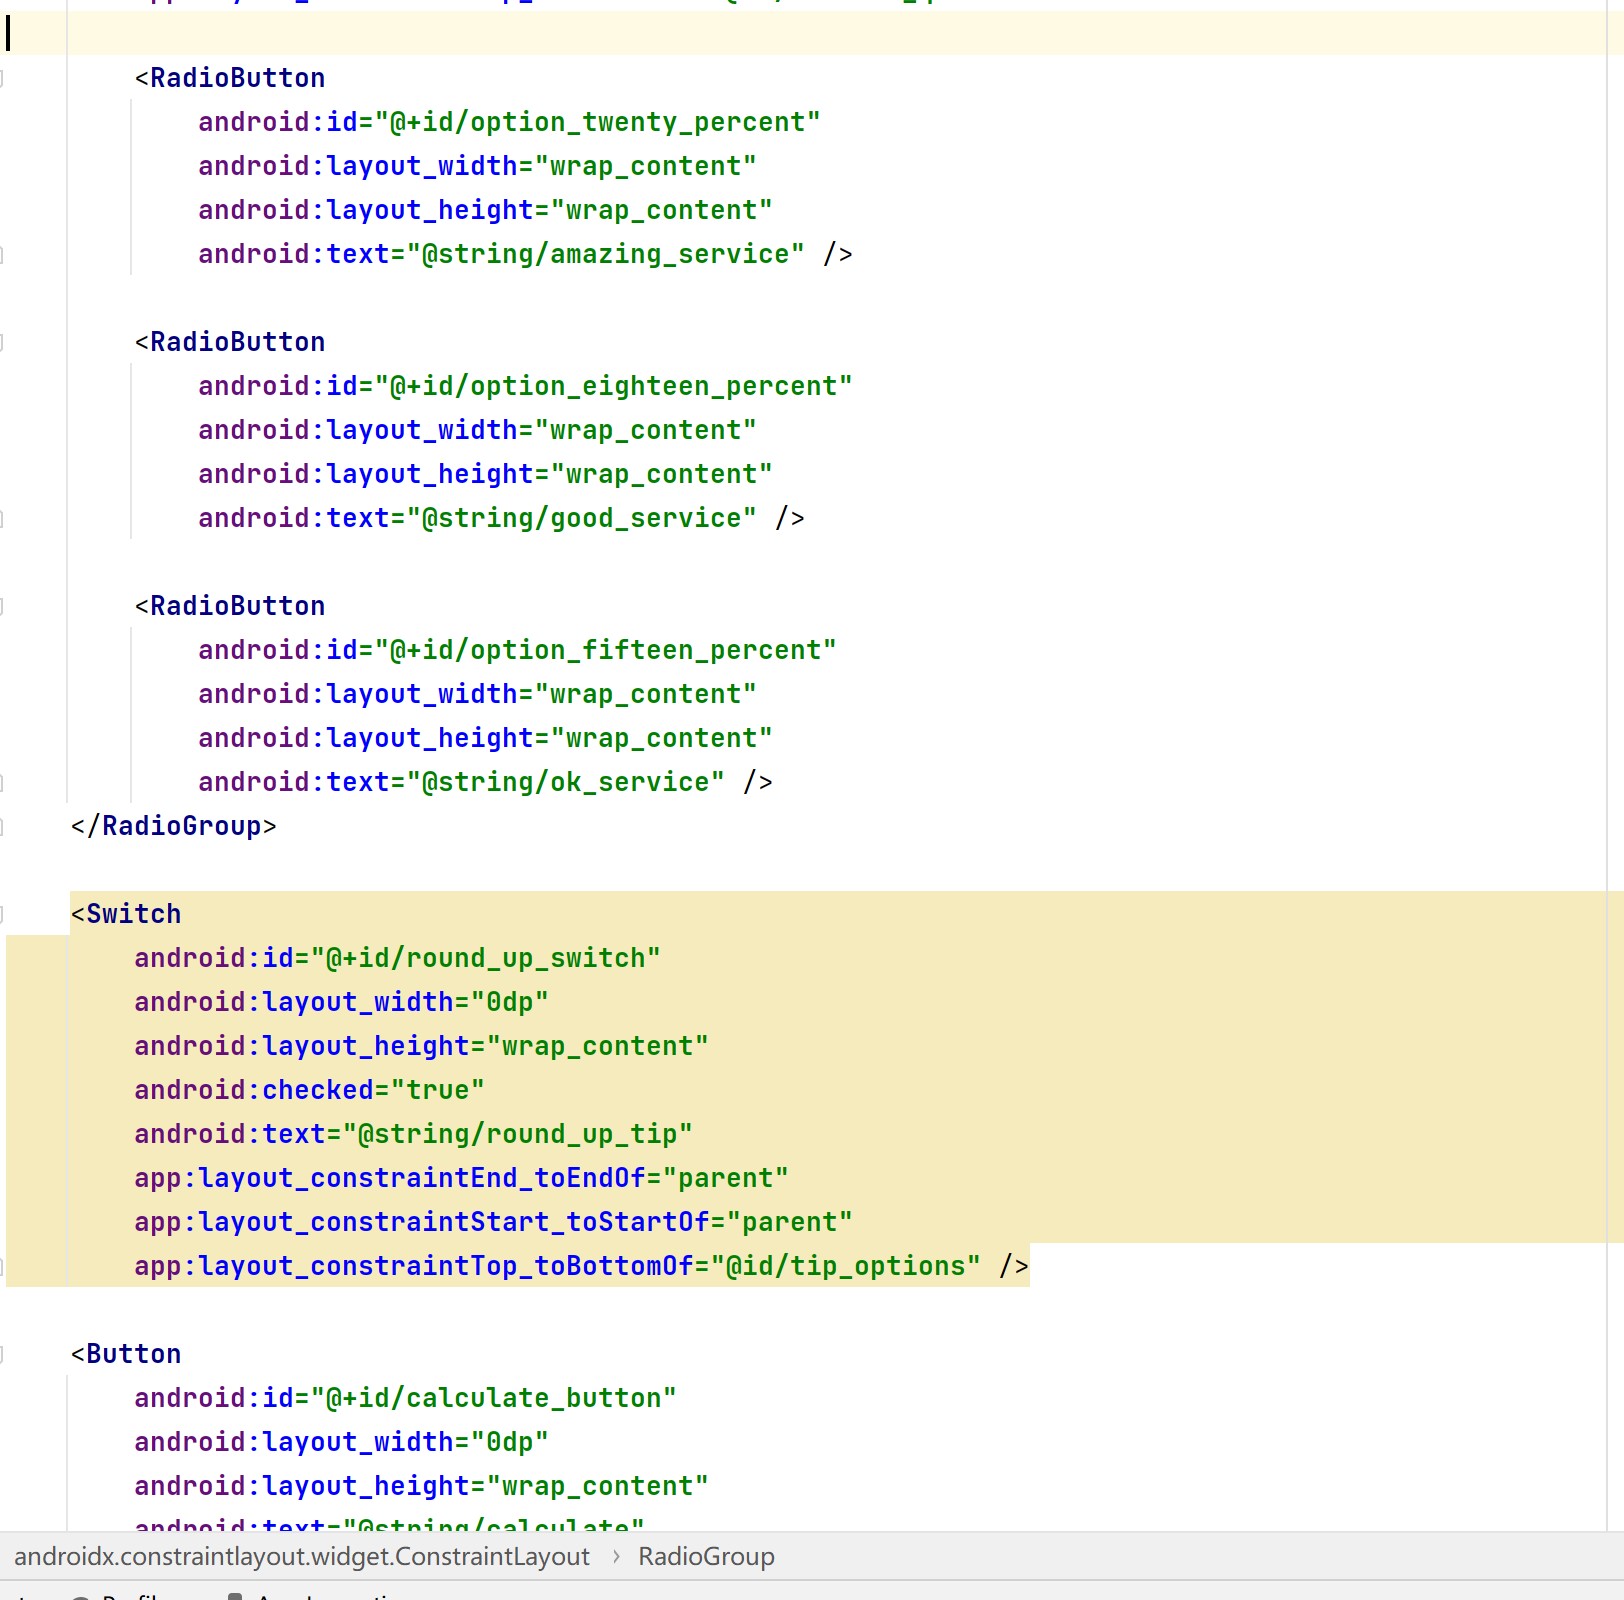 <RadioButton
android:id="@+id/option_twenty_percent"
android:layout_width="wrap_content"
android:layout_height="wrap_content"
android:text="@string/amazing_service" />
<RadioButton
android:id="@+id/option_eighteen_percent"
android:layout_width="wrap_content"
android:layout_height="wrap_content"
android:text="@string/good_service" />
<RadioButton
android:id="@+id/option_fifteen_percent"
android:layout_width="wrap_content"
android:layout_height="wrap_content"
android:text="@string/ok_service" />
</RadioGroup>
<Switch
android:id="@+id/round_up_switch"
android:layout_width="0dp"
android:layout_height="wrap_content"
android:checked="true"
android:text="@string/round_up_tip"
app:layout_constraintEnd_toEndOf="parent"
app:layout_constraintStart_toStartOf="parent"
app:layout_constraintTop_toBottomOf="@id/tip_options" />
<Button
android:id="@+id/calculate_button"
android:layout_width="0dp"
android:layout_height="wrap_content"
android:text="@string/calculate"
androidx.constraintlayout.widget.ConstraintLayout › RadioGroup